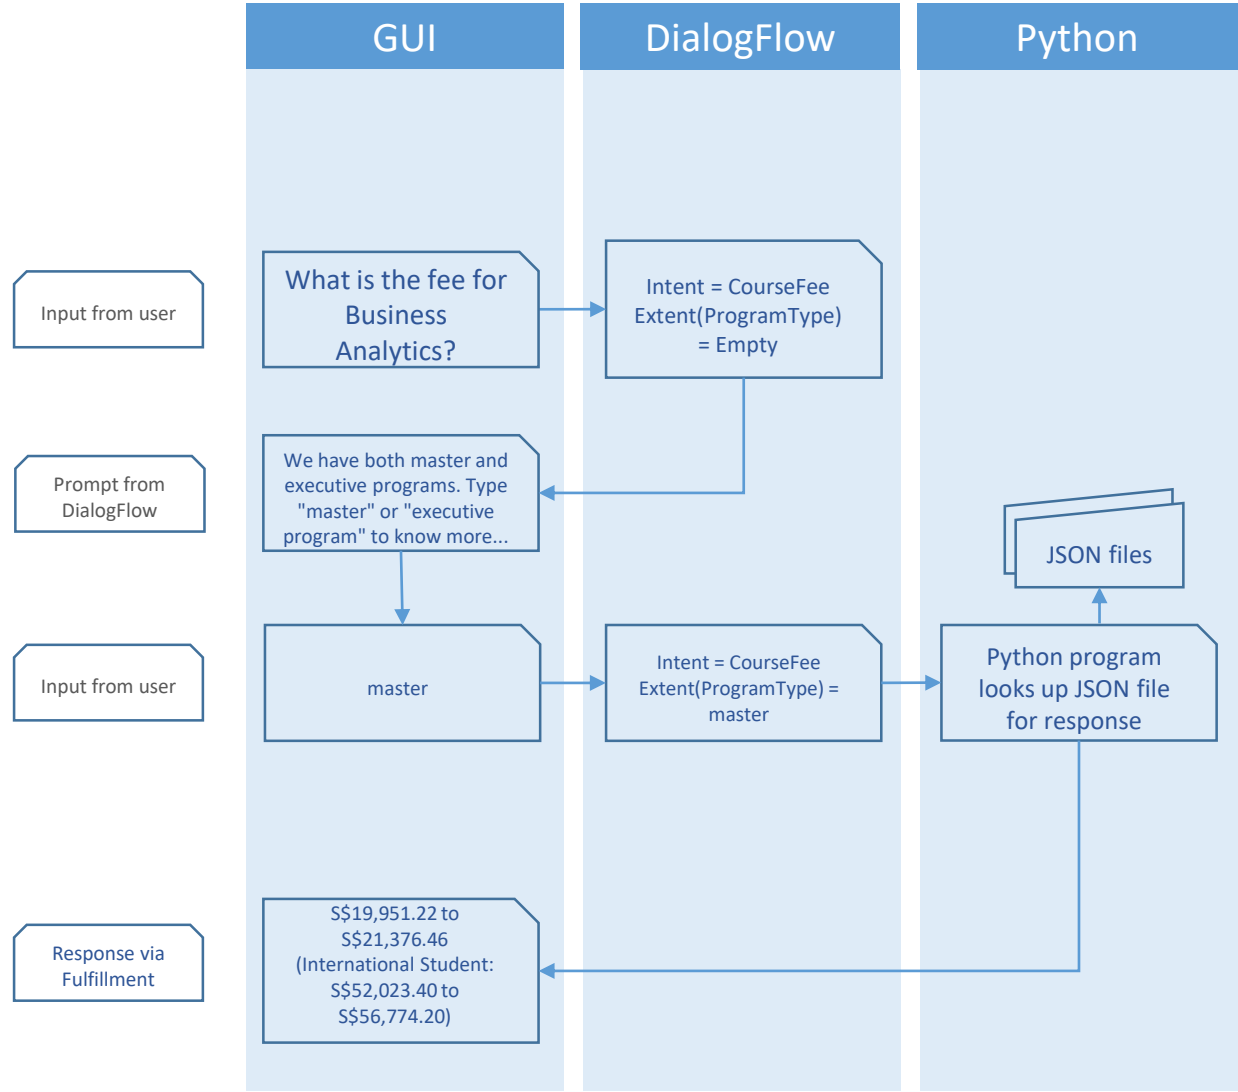 GUI
DialogFlow
Python
Input from user
What is the fee for
Business
Analytics?
Intent = CourseFee
Extent(ProgramType)
= Empty
Prompt from
DialogFlow
We have both master and
executive programs. Type
"master" or "executive
program" to know more...
JSON files
Input from user
master
Intent = CourseFee
Extent(ProgramType) =
master
Python program
looks up JSON file
for response
Response via
Fulfillment
S$19,951.22 to
S$21,376.46
(International Student:
S$52,023.40 to
S$56,774.20)